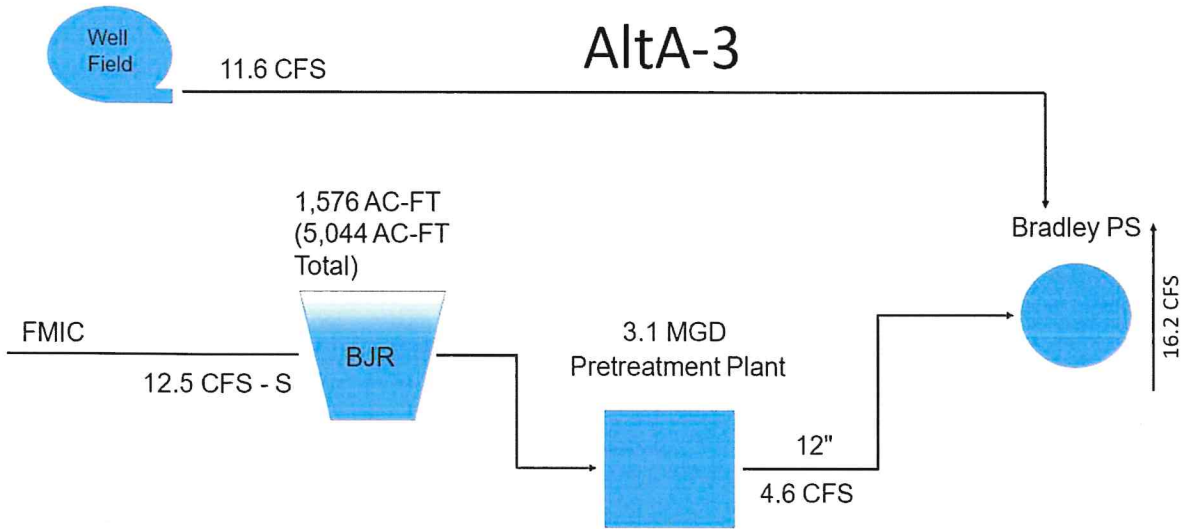 AltA-3
Well
Field
11.6 CFS
1,576 AC-FT
(5,044 AC-FT
Total)
Bradley PS
16.2 CFS
FMIC
12.5 CFS - S
BJR
3.1 MGD
Pretreatment Plant
12"
4.6 CFS